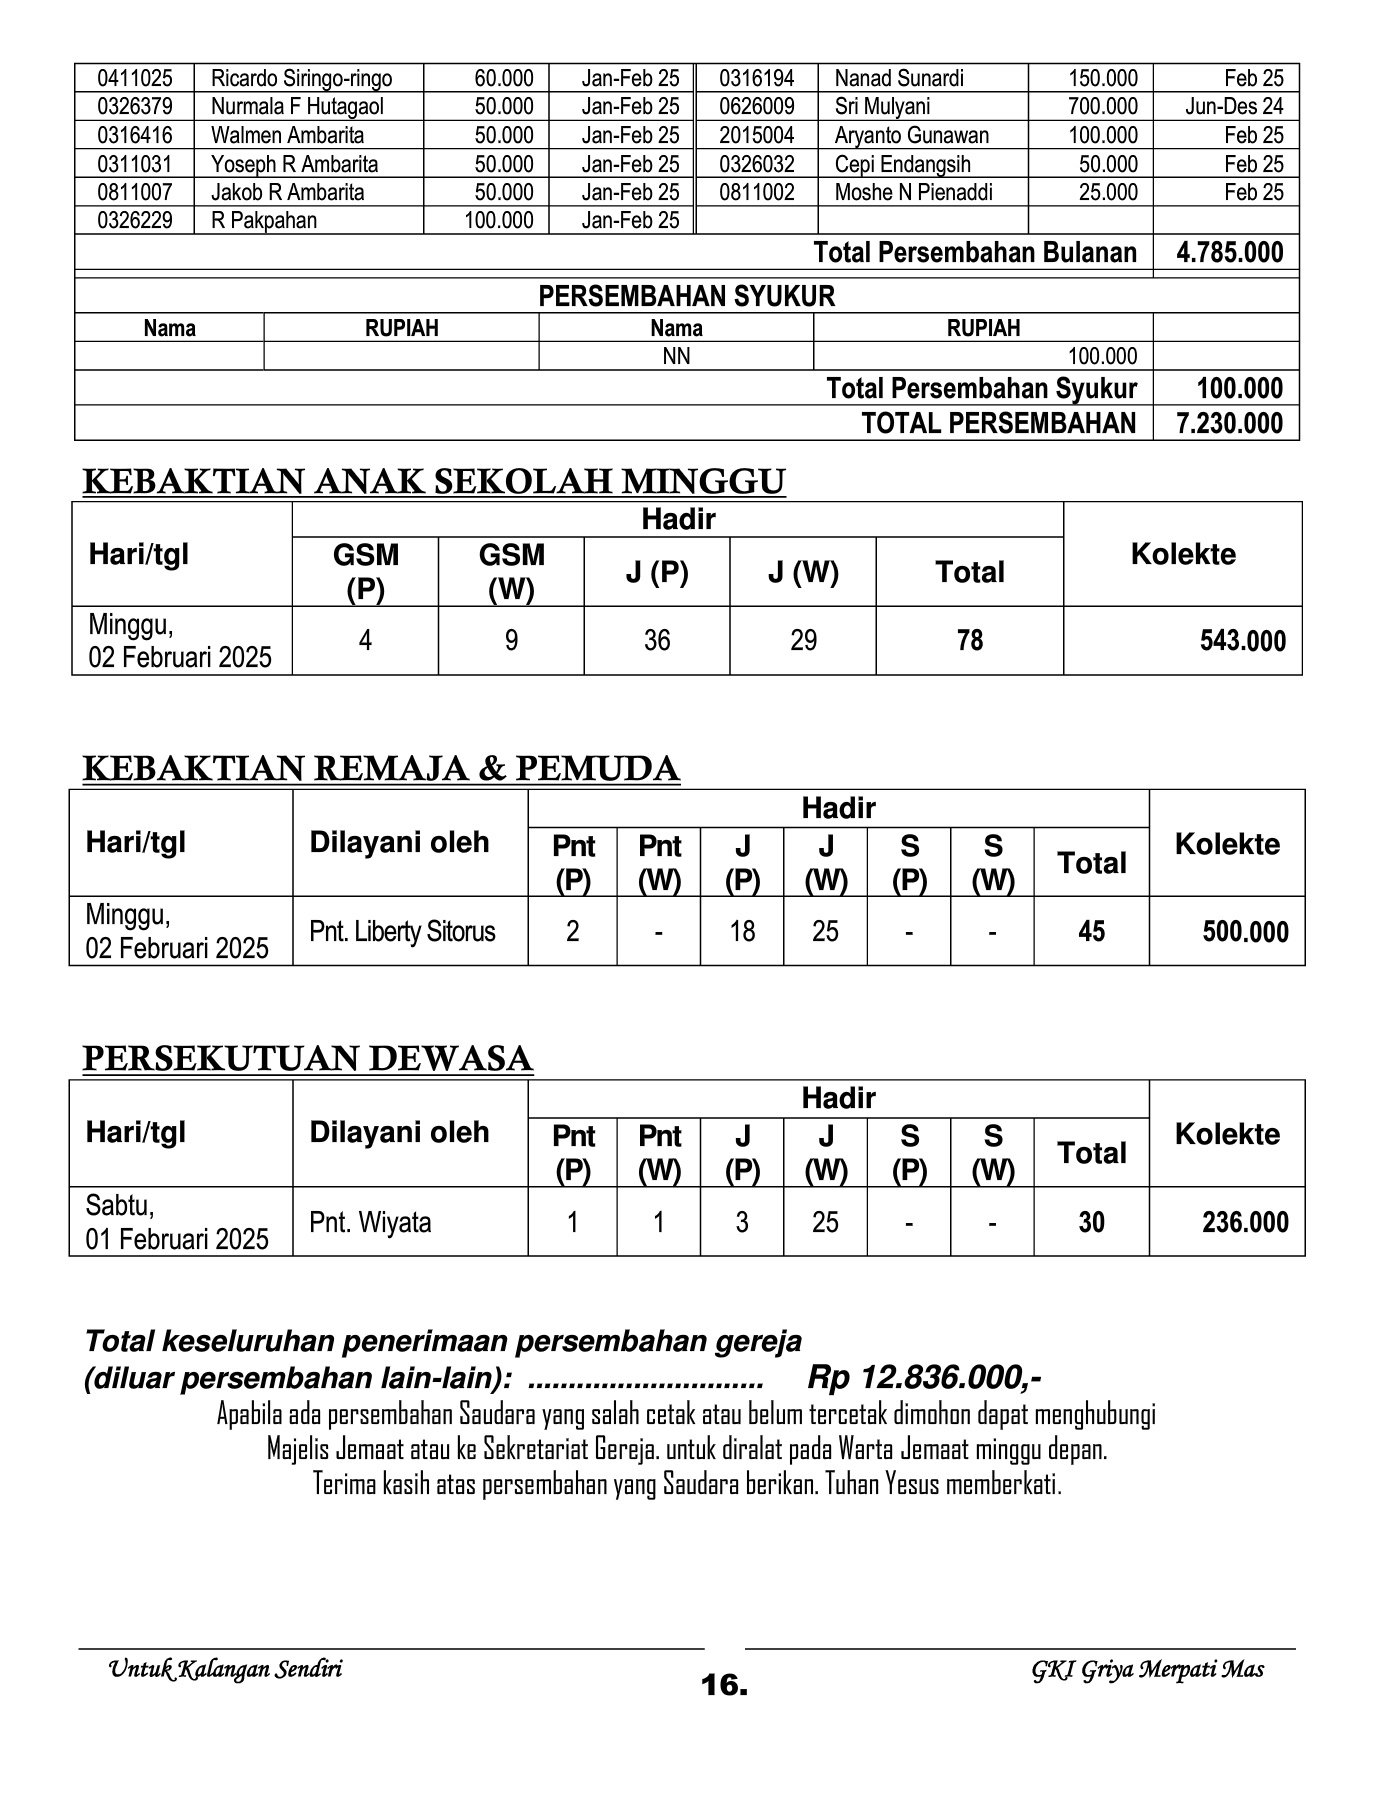 0411025 Ricardo Siringo-ringo 60.000 Jan-Feb 25 0316194 Nanad Sunardi 150.000 Feb 25
0326379 Nurmala F Hutagaol 50.000 Jan-Feb 25 0626009 Sri Mulyani 700.000 Jun-Des 24
0316416 Walmen Ambarita 50.000 Jan-Feb 25 2015004 Aryanto Gunawan 100.000 Feb 25
0311031 Yoseph R Ambarita 50.000 Jan-Feb 25 0326032 Cepi Endangsih 50.000 Feb 25
0811007 Jakob R Ambarita 50.000 Jan-Feb 25 0811002 Moshe N Pienaddi 25.000 Feb 25
0326229 R Pakpahan 100.000 Jan-Feb 25
Total Persembahan Bulanan 4.785.000
PERSEMBAHAN SYUKUR
Nama RUPIAH Nama RUPIAH
NN 100.000
Total Persembahan Syukur 100.000
TOTAL PERSEMBAHAN 7.230.000
KEBAKTIAN ANAK SEKOLAH MINGGU
Hari/tgl Hadir Kolekte
GSM (P) GSM (W) J (P) J (W) Total
Minggu,
02 Februari 2025 4 9 36 29 78 543.000
KEBAKTIAN REMAJA & PEMUDA
Hari/tgl Dilayani oleh Hadir Kolekte
Pnt (P) Pnt (W) J (P) J (W) S (P) S (W) Total
Minggu,
02 Februari 2025 Pnt. Liberty Sitorus 2 - 18 25 - - 45 500.000
PERSEKUTUAN DEWASA
Hari/tgl Dilayani oleh Hadir Kolekte
Pnt (P) Pnt (W) J (P) J (W) S (P) S (W) Total
Sabtu,
01 Februari 2025 Pnt. Wiyata 1 1 3 25 - - 30 236.000
Total keseluruhan penerimaan persembahan gereja
(diluar persembahan lain-lain): ............................. Rp 12.836.000,-
Apabila ada persembahan Saudara yang salah cetak atau belum tercetak dimohon dapat menghubungi
Majelis Jemaat atau ke Sekretariat Gereja. untuk diralat pada Warta Jemaat minggu depan.
Terima kasih atas persembahan yang Saudara berikan. Tuhan Yesus memberkati.
Untuk Kalangan Sendiri
16.
GKI Griya Merpati Mas